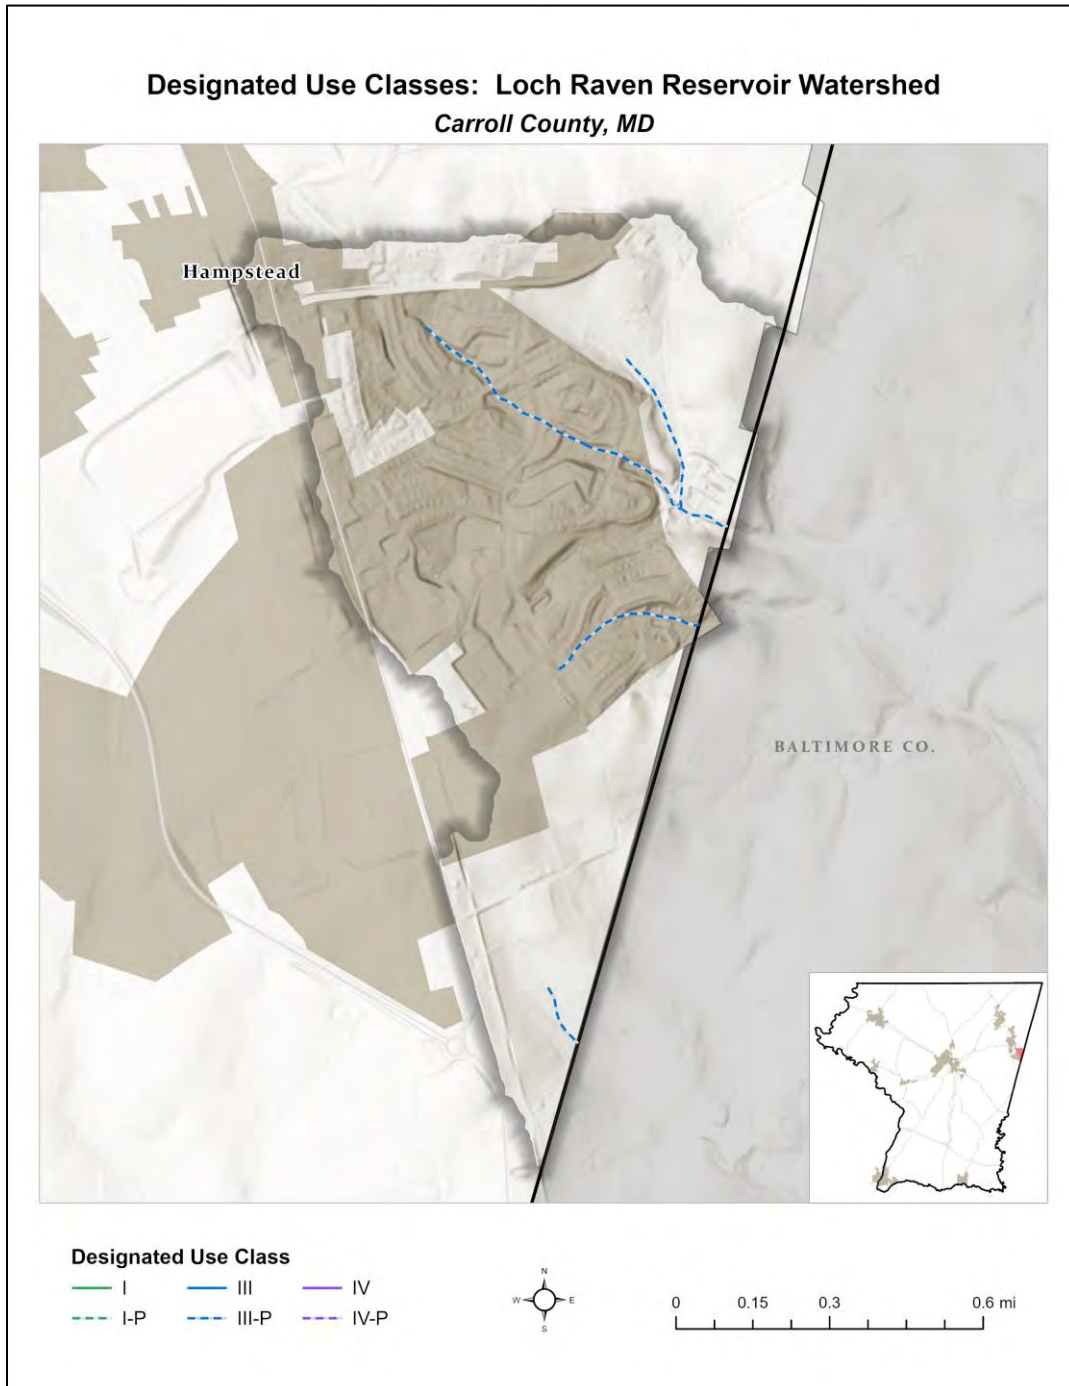 Designated Use Classes: Loch Raven Reservoir Watershed
Carroll County, MD
Hampstead
BALTIMORE CO.
Designated Use Class
I
III
IV
I-P
III-P
IV-P
N
W
E
S
0
0.15
0.3
0.6 mi